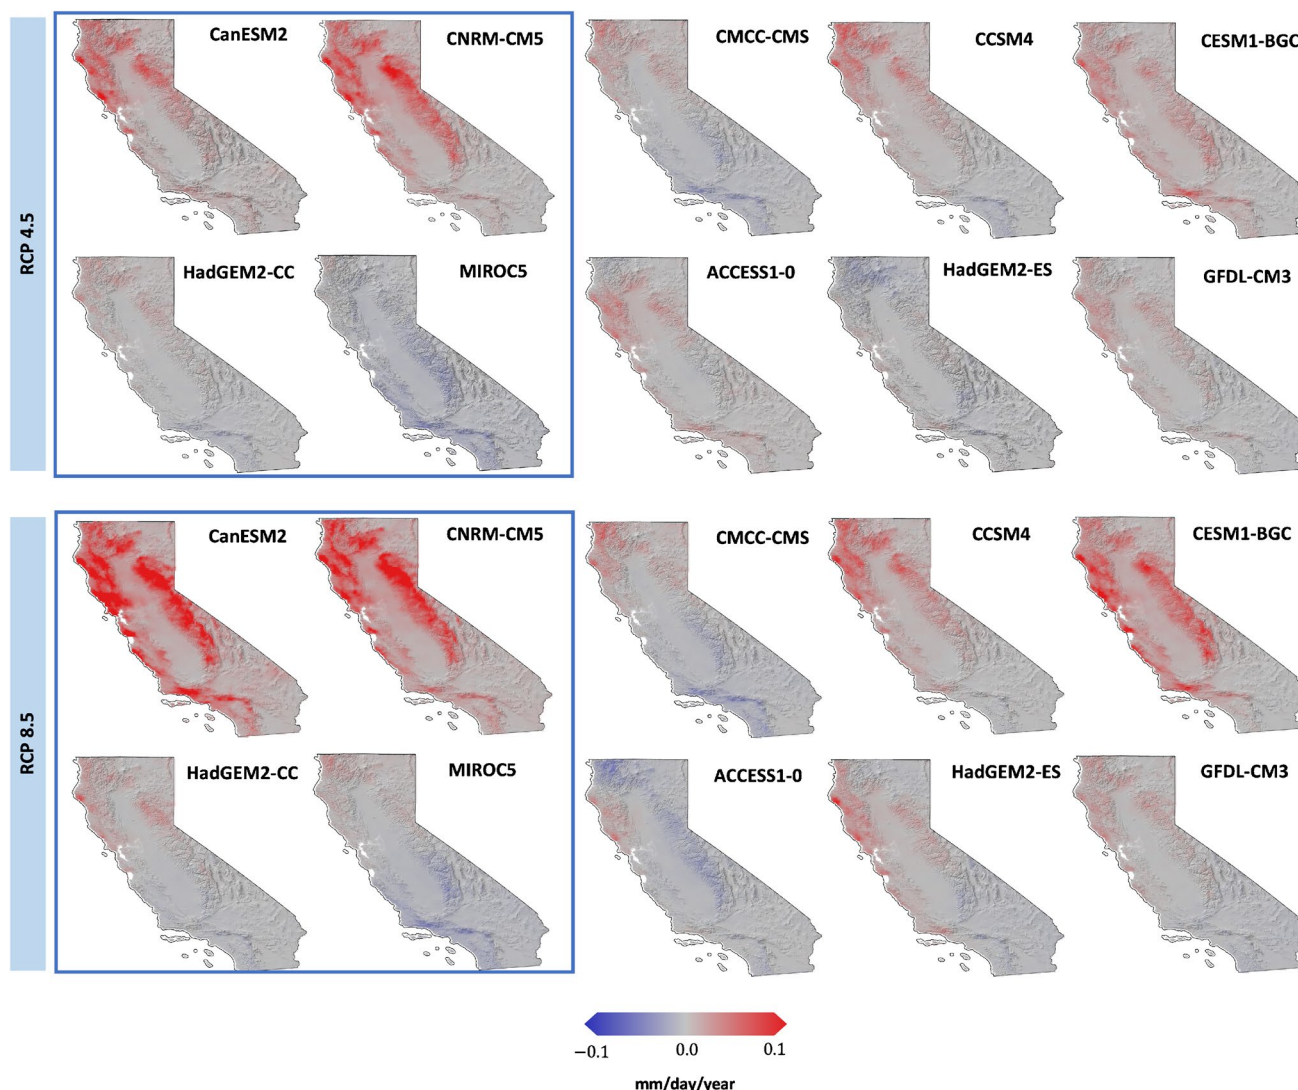 RCP 4.5
CanESM2
CNRM-CM5
CMCC-CMS
CCSM4
CESM1-BGC
HadGEM2-CC
MIROC5
ACCESS1-0
HadGEM2-ES
GFDL-CM3
RCP 8.5
CanESM2
CNRM-CM5
CMCC-CMS
CCSM4
CESM1-BGC
HadGEM2-CC
MIROC5
ACCESS1-0
HadGEM2-ES
GFDL-CM3
−0.1 0.0 0.1
mm/day/year